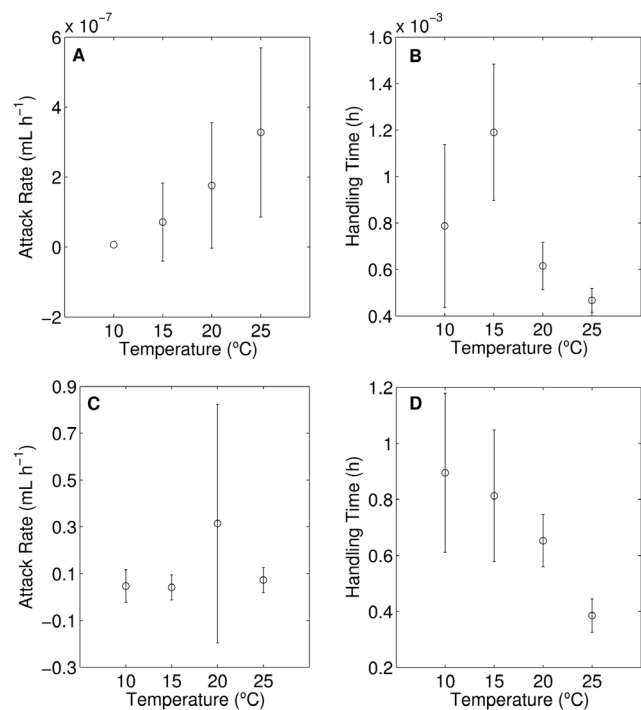 x 10⁻⁷
A
6
4
2
0
−2
Attack Rate (mL h⁻¹)
10 15 20 25
Temperature (ºC)
x 10⁻³
B
1.6
1.4
1.2
1
0.8
0.6
0.4
Handling Time (h)
10 15 20 25
Temperature (ºC)
C
0.9
0.7
0.5
0.3
0.1
−0.1
−0.3
Attack Rate (mL h⁻¹)
10 15 20 25
Temperature (ºC)
D
1.2
1
0.8
0.6
0.4
0.2
Handling Time (h)
10 15 20 25
Temperature (ºC)